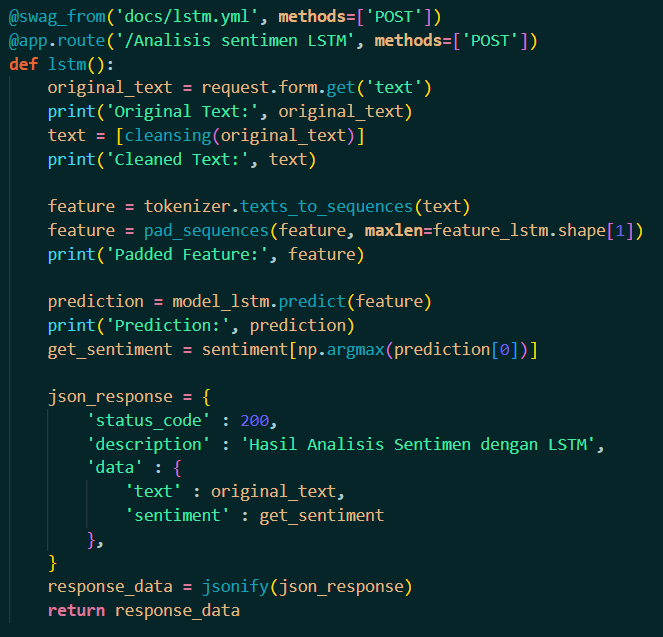 @swag_from('docs/lstm.yml', methods=['POST'])
@app.route('/Analisis sentimen LSTM', methods=['POST'])
def lstm():
    original_text = request.form.get('text')
    print('Original Text:', original_text)
    text = [cleansing(original_text)]
    print('Cleaned Text:', text)

    feature = tokenizer.texts_to_sequences(text)
    feature = pad_sequences(feature, maxlen=feature_lstm.shape[1])
    print('Padded Feature:', feature)

    prediction = model_lstm.predict(feature)
    print('Prediction:', prediction)
    get_sentiment = sentiment[np.argmax(prediction[0])]

    json_response = {
        'status_code' : 200,
        'description' : 'Hasil Analisis Sentimen dengan LSTM',
        'data' : {
            'text' : original_text,
            'sentiment' : get_sentiment
        },
    }
    response_data = jsonify(json_response)
    return response_data